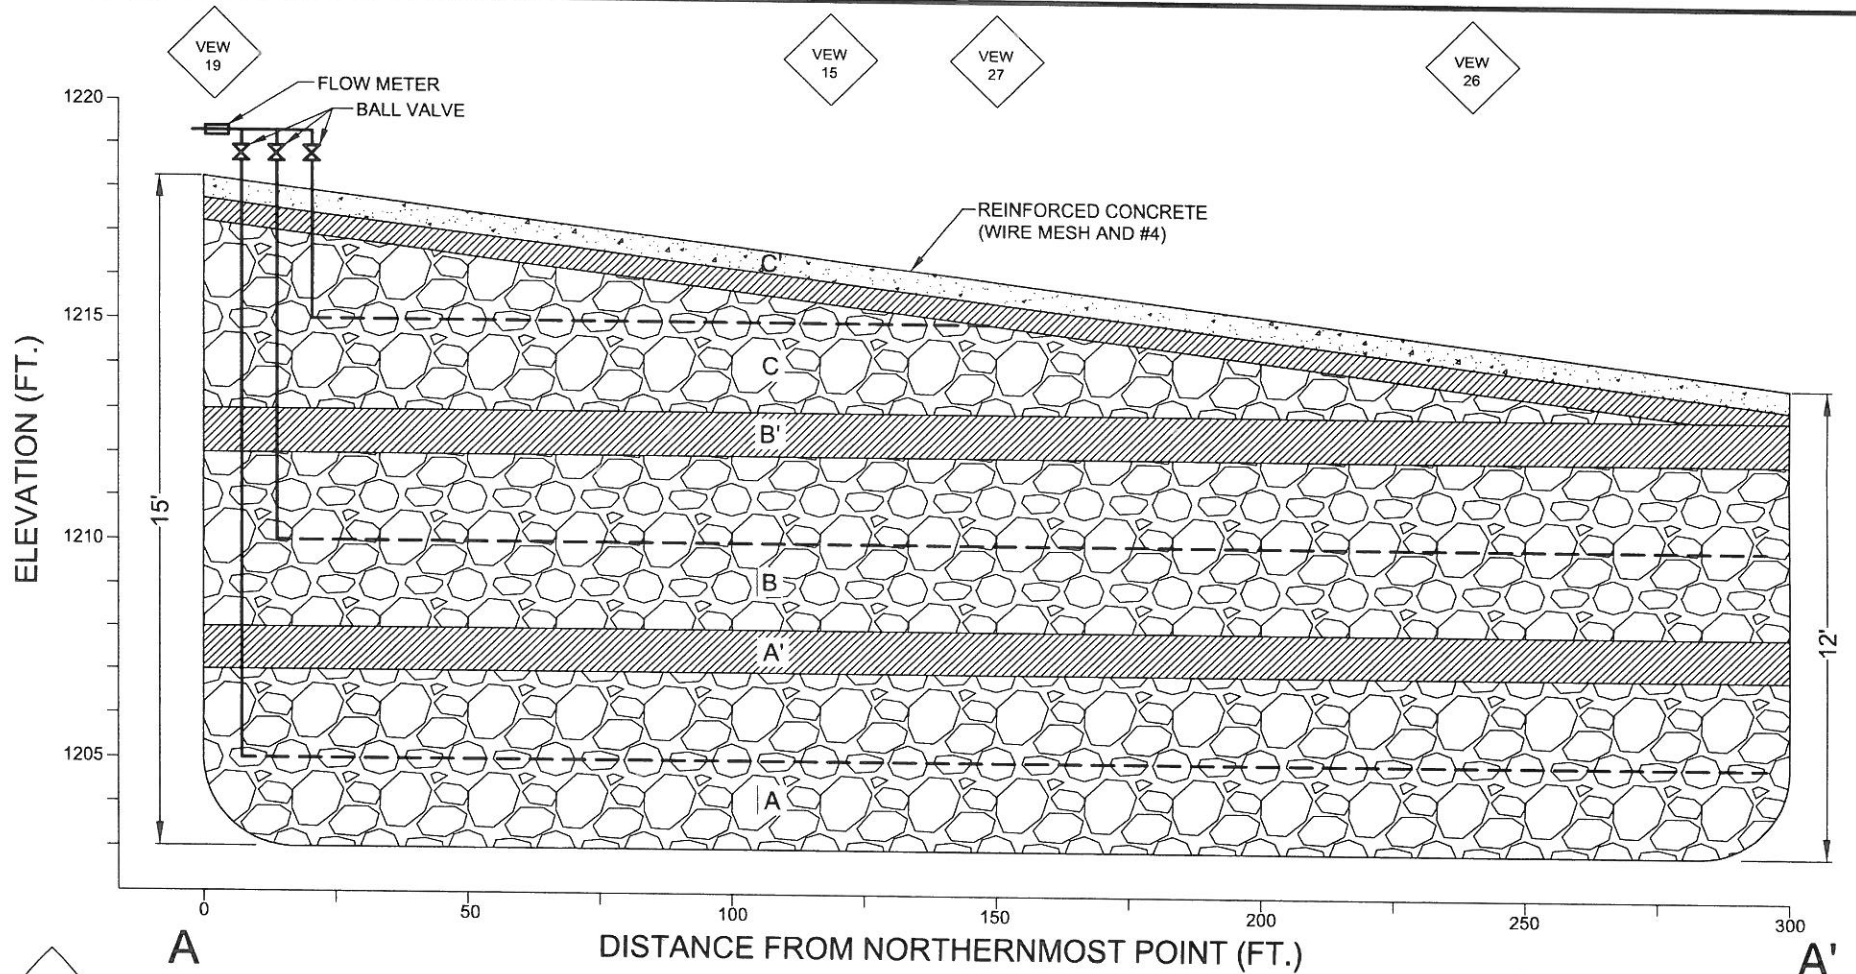 VEW
19
VEW
15
VEW
27
VEW
26
FLOW METER
BALL VALVE
1220
REINFORCED CONCRETE
(WIRE MESH AND #4)
C'
1215
C
B'
15'
1210
B
A'
12'
1205
A
ELEVATION (FT.)
0
50
100
150
200
250
300
A
DISTANCE FROM NORTHERNMOST POINT (FT.)
A'